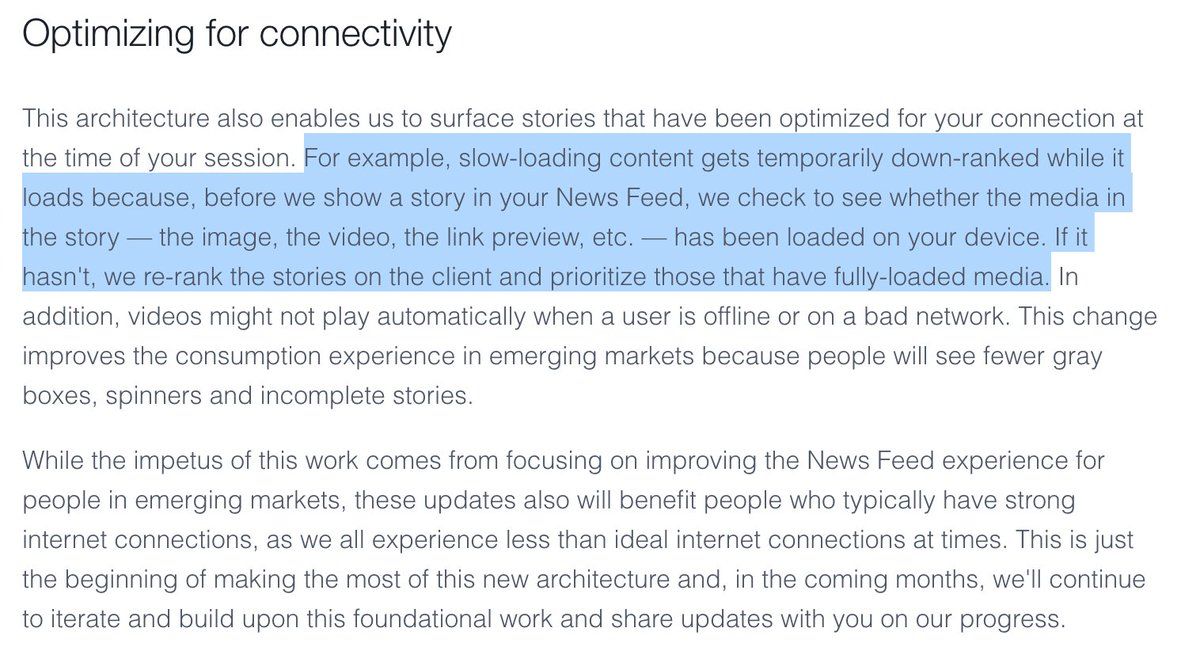 Optimizing for connectivity
This architecture also enables us to surface stories that have been optimized for your connection at
the time of your session. For example, slow-loading content gets temporarily down-ranked while it
loads because, before we show a story in your News Feed, we check to see whether the media in
the story — the image, the video, the link preview, etc. — has been loaded on your device. If it
hasn't, we re-rank the stories on the client and prioritize those that have fully-loaded media. In
addition, videos might not play automatically when a user is offline or on a bad network. This change
improves the consumption experience in emerging markets because people will see fewer gray
boxes, spinners and incomplete stories.
While the impetus of this work comes from focusing on improving the News Feed experience for
people in emerging markets, these updates also will benefit people who typically have strong
internet connections, as we all experience less than ideal internet connections at times. This is just
the beginning of making the most of this new architecture and, in the coming months, we'll continue
to iterate and build upon this foundational work and share updates with you on our progress.